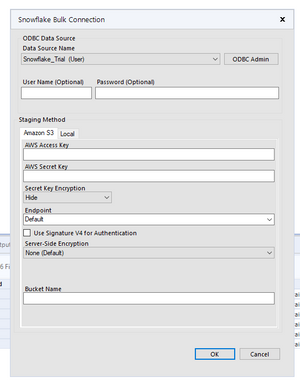 Snowflake Bulk Connection
ODBC Data Source
Data Source Name
Snowflake_Trial (User)
ODBC Admin
User Name (Optional)
Password (Optional)
Staging Method
Amazon S3
Local
AWS Access Key
AWS Secret Key
Secret Key Encryption
Hide
Endpoint
Default
Use Signature V4 for Authentication
Server-Side Encryption
None (Default)
Bucket Name
OK
Cancel